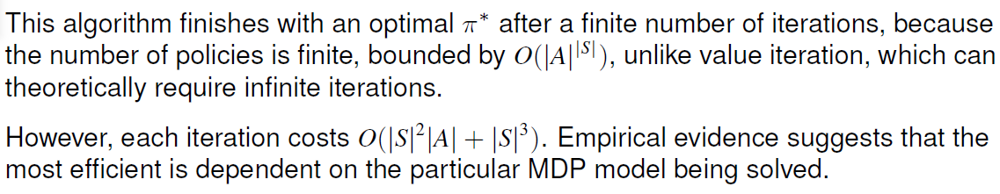 This algorithm finishes with an optimal π* after a finite number of iterations, because
the number of policies is finite, bounded by O(|A|^|S|), unlike value iteration, which can
theoretically require infinite iterations.
However, each iteration costs O(|S|²|A| + |S|³). Empirical evidence suggests that the
most efficient is dependent on the particular MDP model being solved.